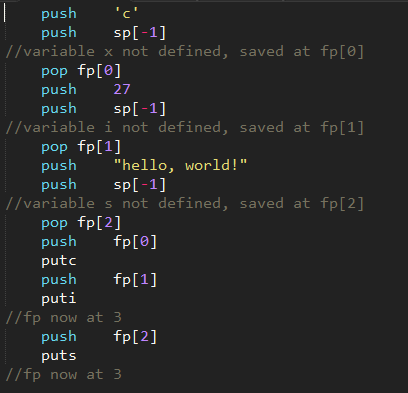 push 'c'
push sp[-1]
//variable x not defined, saved at fp[0]
pop fp[0]
push 27
push sp[-1]
//variable i not defined, saved at fp[1]
pop fp[1]
push "hello, world!"
push sp[-1]
//variable s not defined, saved at fp[2]
pop fp[2]
push fp[0]
putc
push fp[1]
puti
//fp now at 3
push fp[2]
puts
//fp now at 3